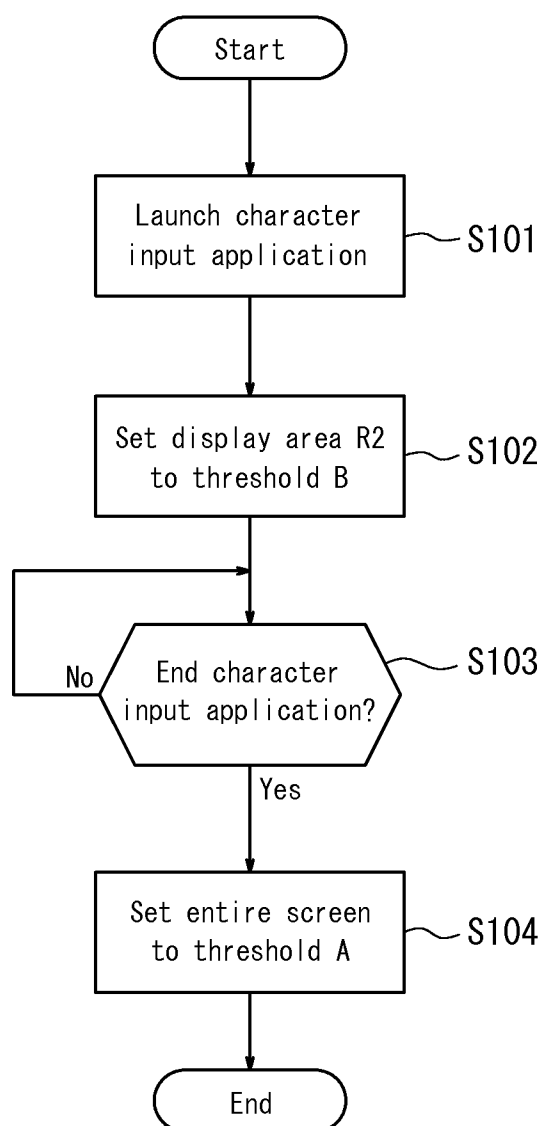 Start
Launch character
input application
S101
Set display area R2
to threshold B
S102
End character
input application?
S103
No
Yes
Set entire screen
to threshold A
S104
End